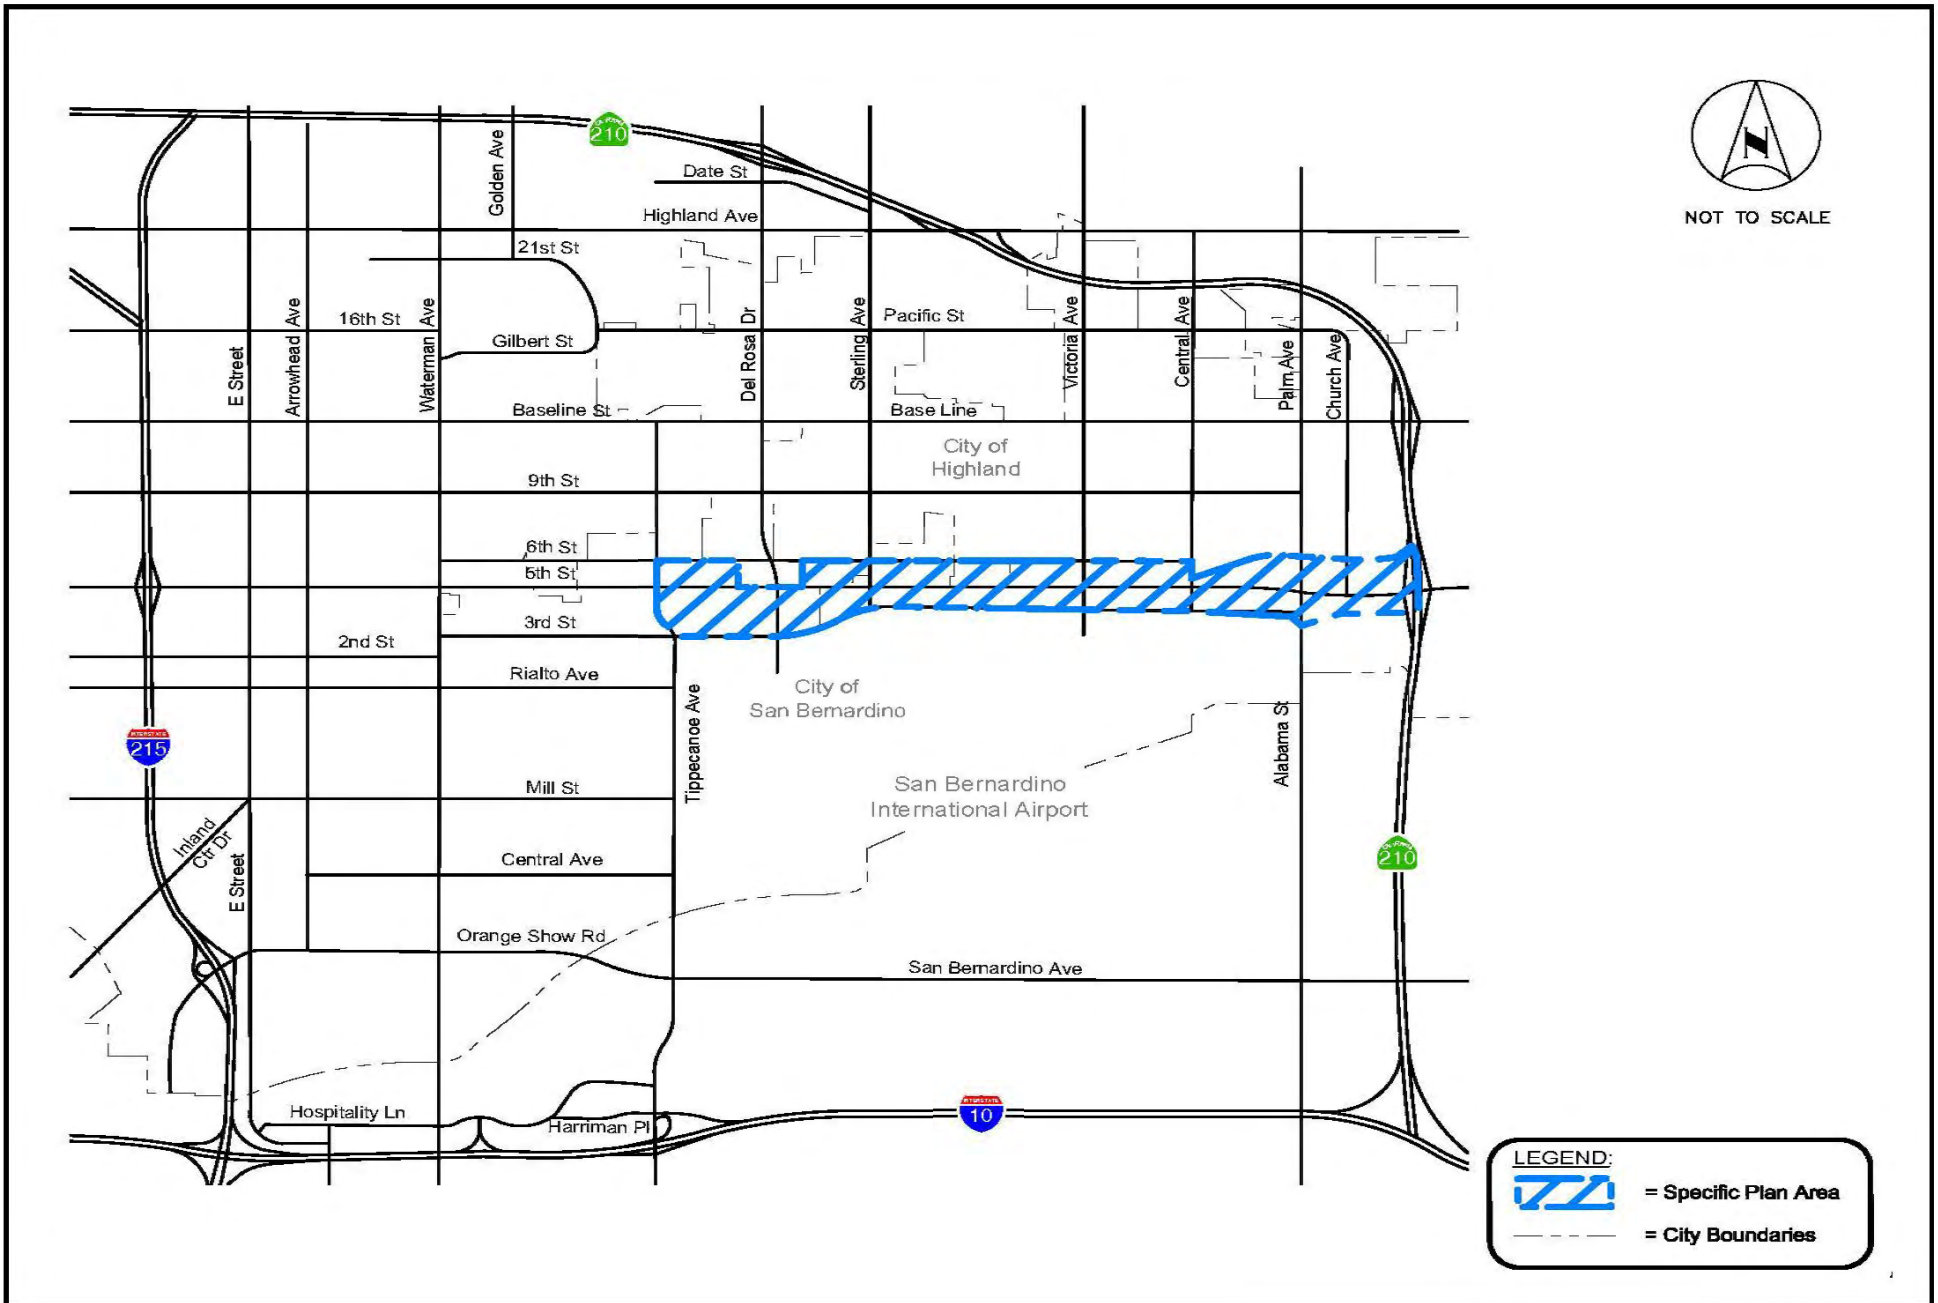 CALIFORNIA
210
Golden Ave
Date St
NOT TO SCALE
Highland Ave
21st St
E Street
Arrowhead Ave
16th St
Waterman Ave
Gilbert St
Del Rosa Dr
Sterling Ave
Pacific St
Victoria Ave
Central Ave
Palm Ave
Church Ave
Baseline St
Base Line
City of
Highland
9th St
6th St
5th St
3rd St
2nd St
Rialto Ave
City of
San Bernardino
Tippecanoe Ave
Alabama St
INTERSTATE
215
Mill St
San Bernardino
International Airport
Inland
Ctr Dr
E Street
Central Ave
CALIFORNIA
210
Orange Show Rd
San Bernardino Ave
Hospitality Ln
Harriman Pl
INTERSTATE
10
LEGEND:
= Specific Plan Area
= City Boundaries
N